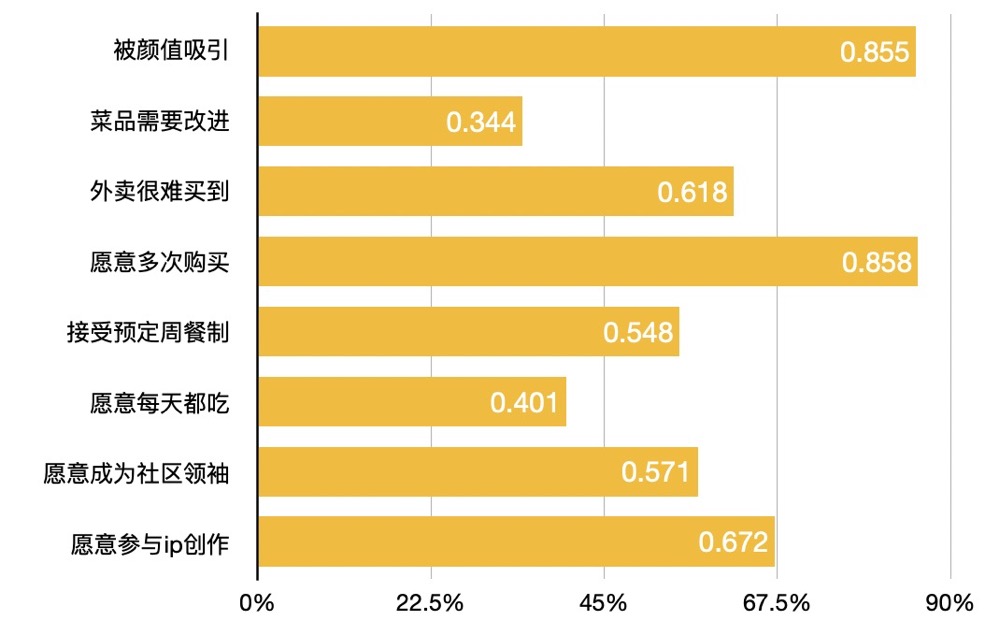 被颜值吸引 0.855
菜品需要改进 0.344
外卖很难买到 0.618
愿意多次购买 0.858
接受预定周餐制 0.548
愿意每天都吃 0.401
愿意成为社区领袖 0.571
愿意参与ip创作 0.672
0% 22.5% 45% 67.5% 90%